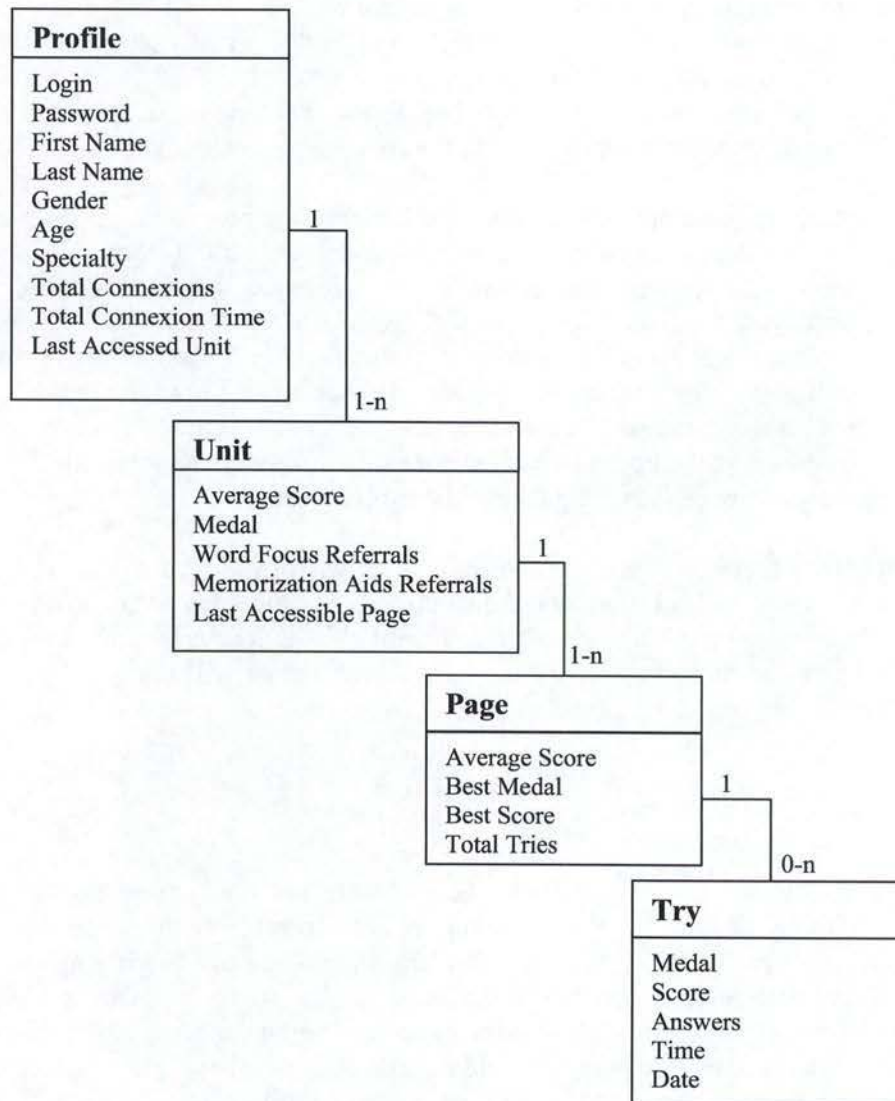 Profile
Login
Password
First Name
Last Name
Gender
Age
Specialty
Total Connexions
Total Connexion Time
Last Accessed Unit
1
1-n
Unit
Average Score
Medal
Word Focus Referrals
Memorization Aids Referrals
Last Accessible Page
1
1-n
Page
Average Score
Best Medal
Best Score
Total Tries
1
0-n
Try
Medal
Score
Answers
Time
Date